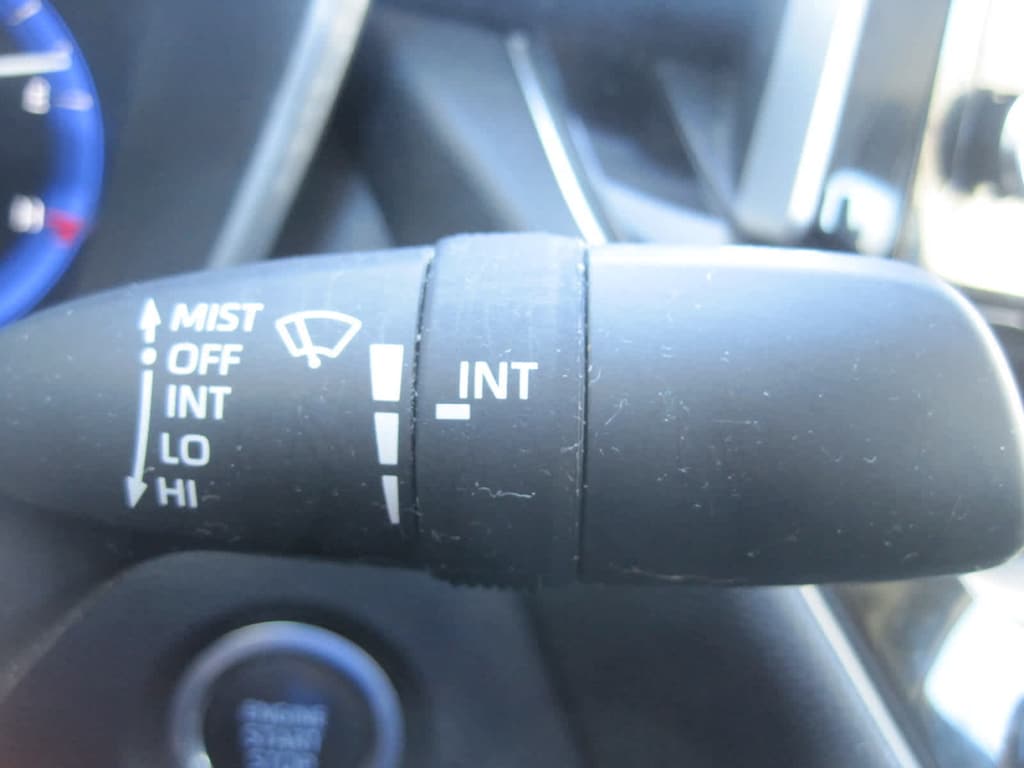 MIST
OFF
INT
LO
HI
INT
ENGINE
START
STOP